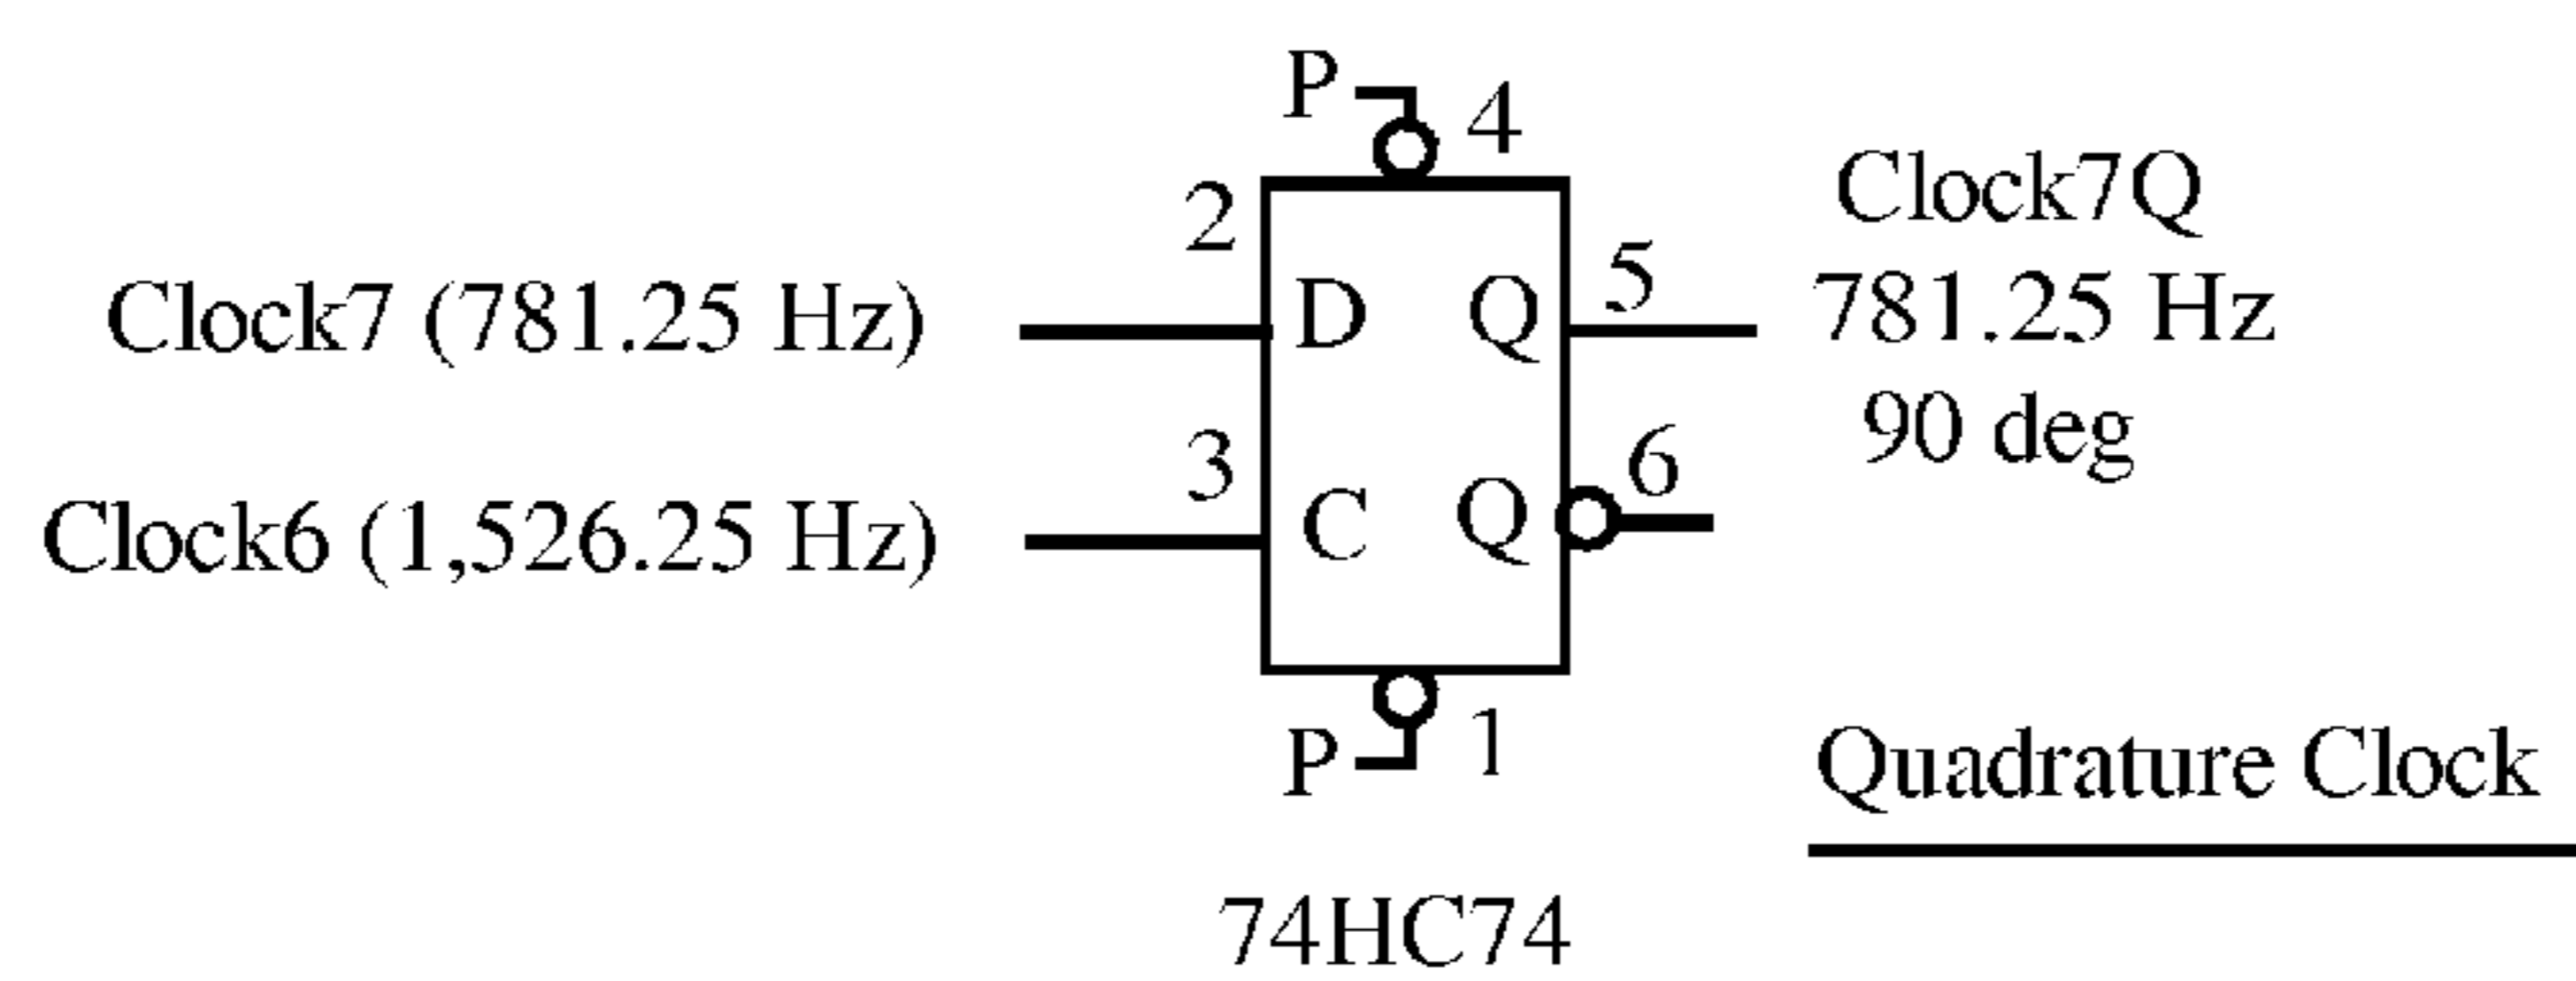 P
4
2
Clock7Q
Clock7 (781.25 Hz)
D
Q
5
781.25 Hz
90 deg
3
6
Clock6 (1,526.25 Hz)
C
Q
P
1
Quadrature Clock
74HC74